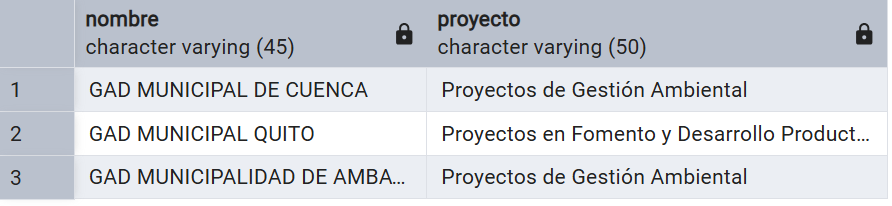 nombre proyecto
character varying (45) character varying (50)
1 GAD MUNICIPAL DE CUENCA Proyectos de Gestión Ambiental
2 GAD MUNICIPAL QUITO Proyectos en Fomento y Desarrollo Product...
3 GAD MUNICIPALIDAD DE AMBA... Proyectos de Gestión Ambiental